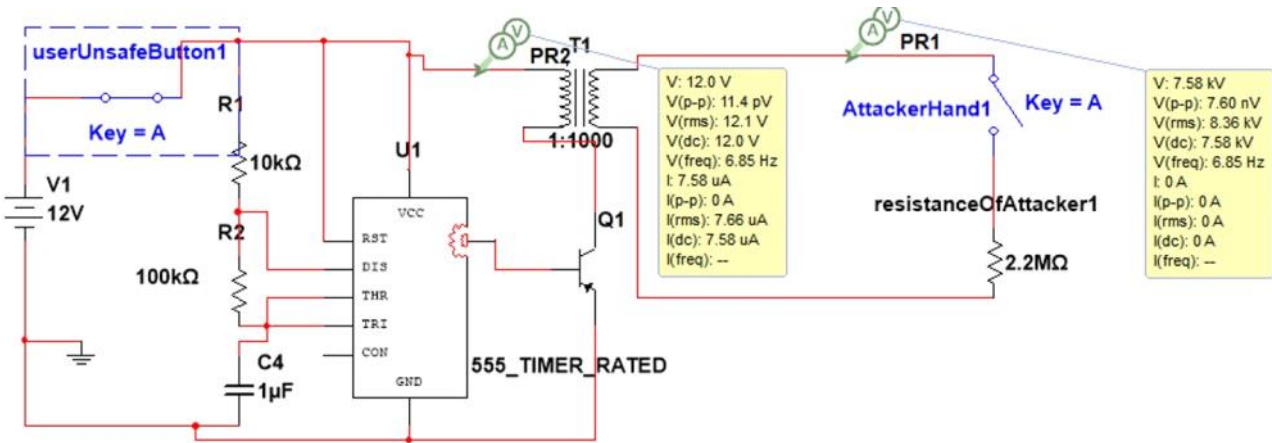 userUnsafeButton1
Key = A
V1
12V
R1
10kΩ
R2
100kΩ
C4
1µF
U1
VCC
RST
DIS
THR
TRI
CON
GND
555_TIMER_RATED
Q1
A
V
PR2
T1
1:1000
V: 12.0 V
V(p-p): 11.4 pV
V(rms): 12.1 V
V(dc): 12.0 V
V(freq): 6.85 Hz
I: 7.58 uA
I(p-p): 0 A
I(rms): 7.66 uA
I(dc): 7.58 uA
I(freq): --
A
V
PR1
AttackerHand1
Key = A
resistanceOfAttacker1
2.2MΩ
V: 7.58 kV
V(p-p): 7.60 nV
V(rms): 8.36 kV
V(dc): 7.58 kV
V(freq): 6.85 Hz
I: 0 A
I(p-p): 0 A
I(rms): 0 A
I(dc): 0 A
I(freq): --